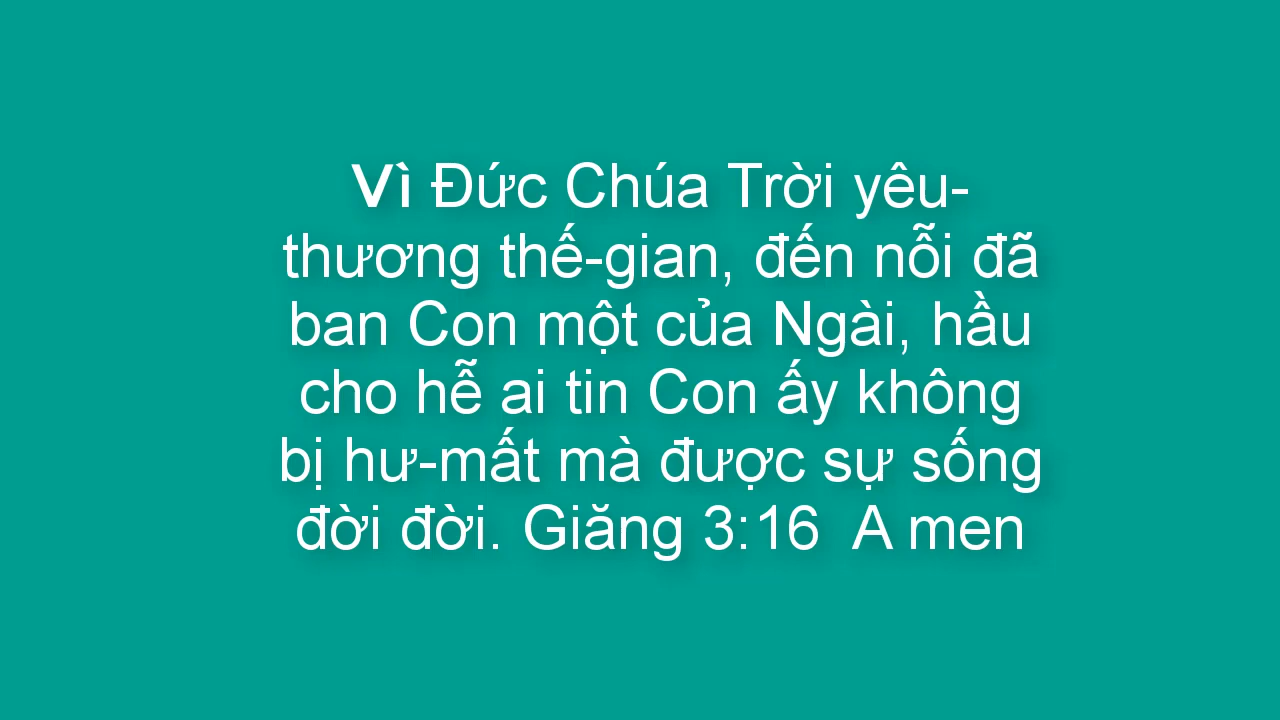 Vì Đức Chúa Trời yêu-
thương thế-gian, đến nỗi đã
ban Con một của Ngài, hầu
cho hễ ai tin Con ấy không
bị hư-mất mà được sự sống
đời đời. Giăng 3:16  A men